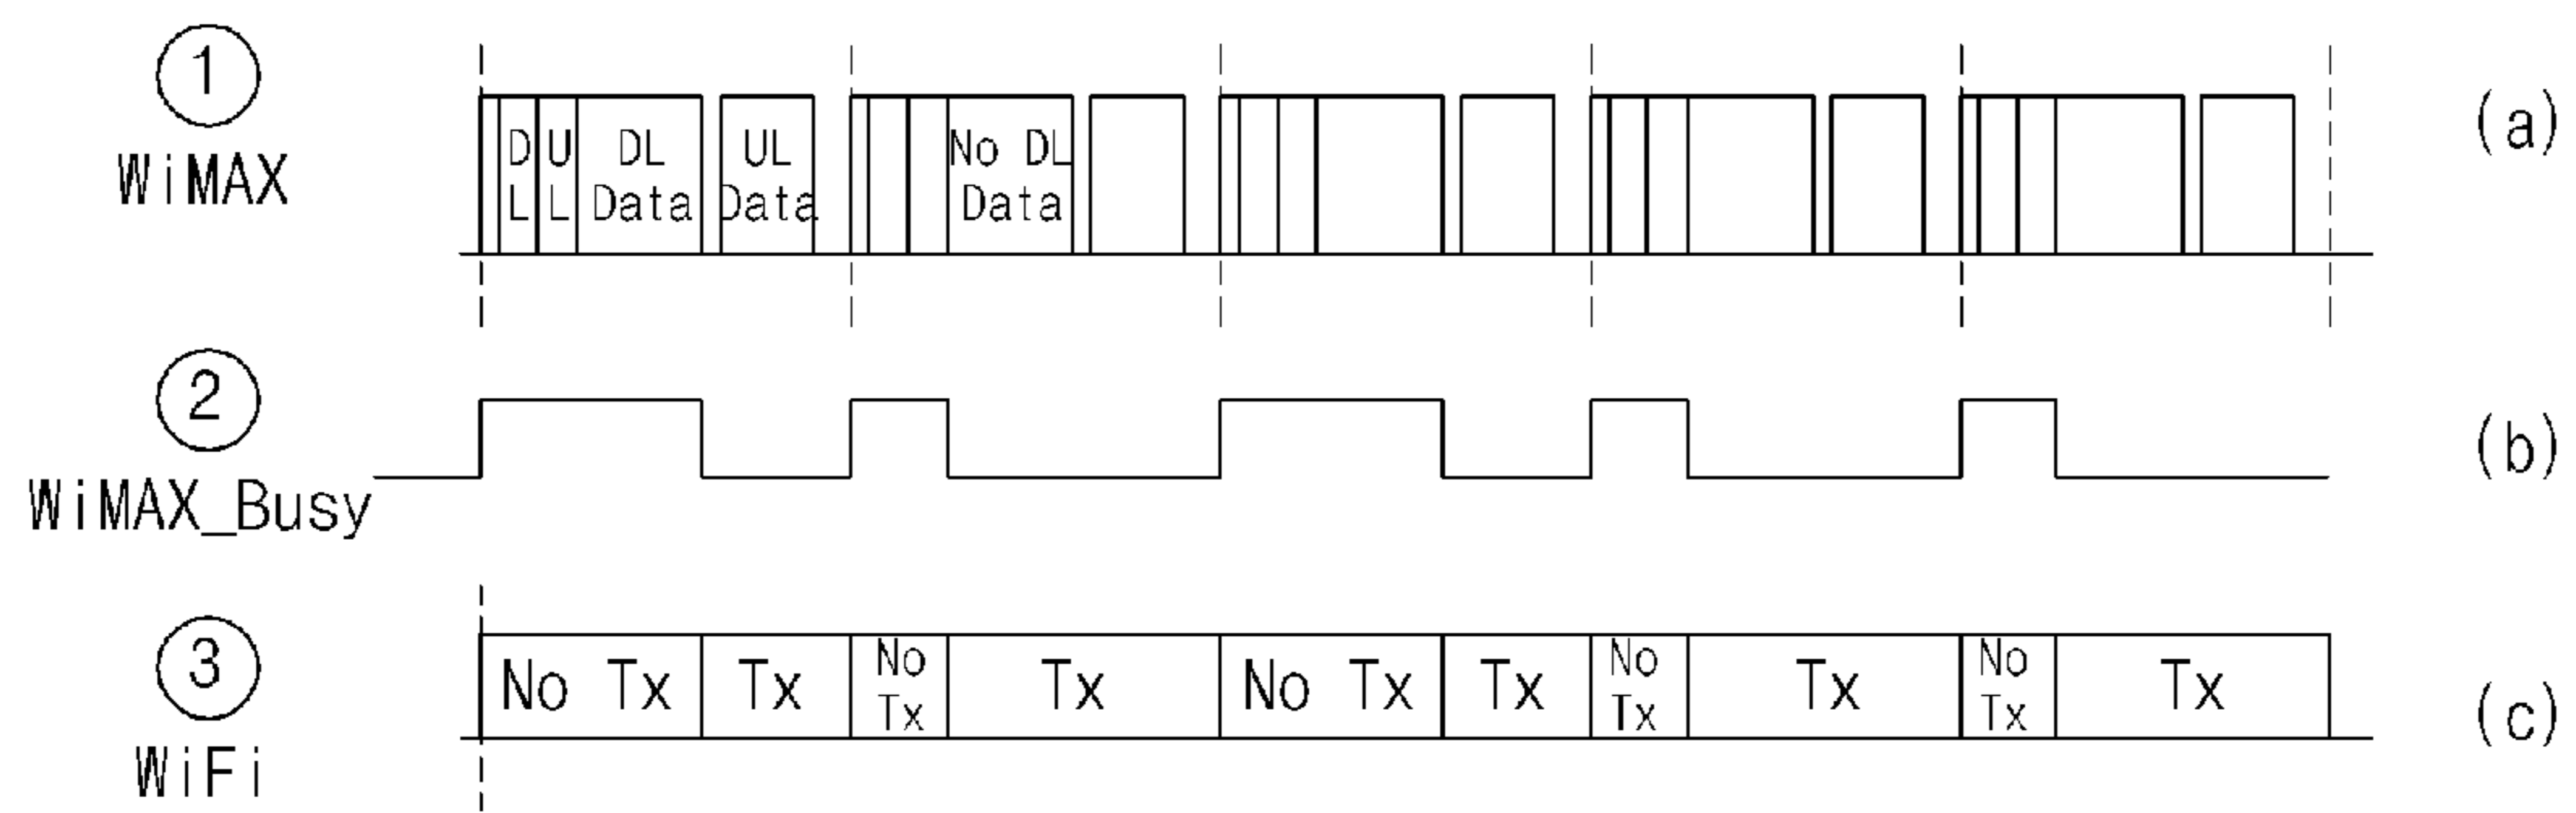 ①
WiMAX
D
L
U
L
DL
Data
UL
Data
No DL
Data
(a)
②
WiMAX_Busy
(b)
③
WiFi
No Tx
Tx
No
Tx
Tx
No Tx
Tx
No
Tx
Tx
No
Tx
Tx
(c)